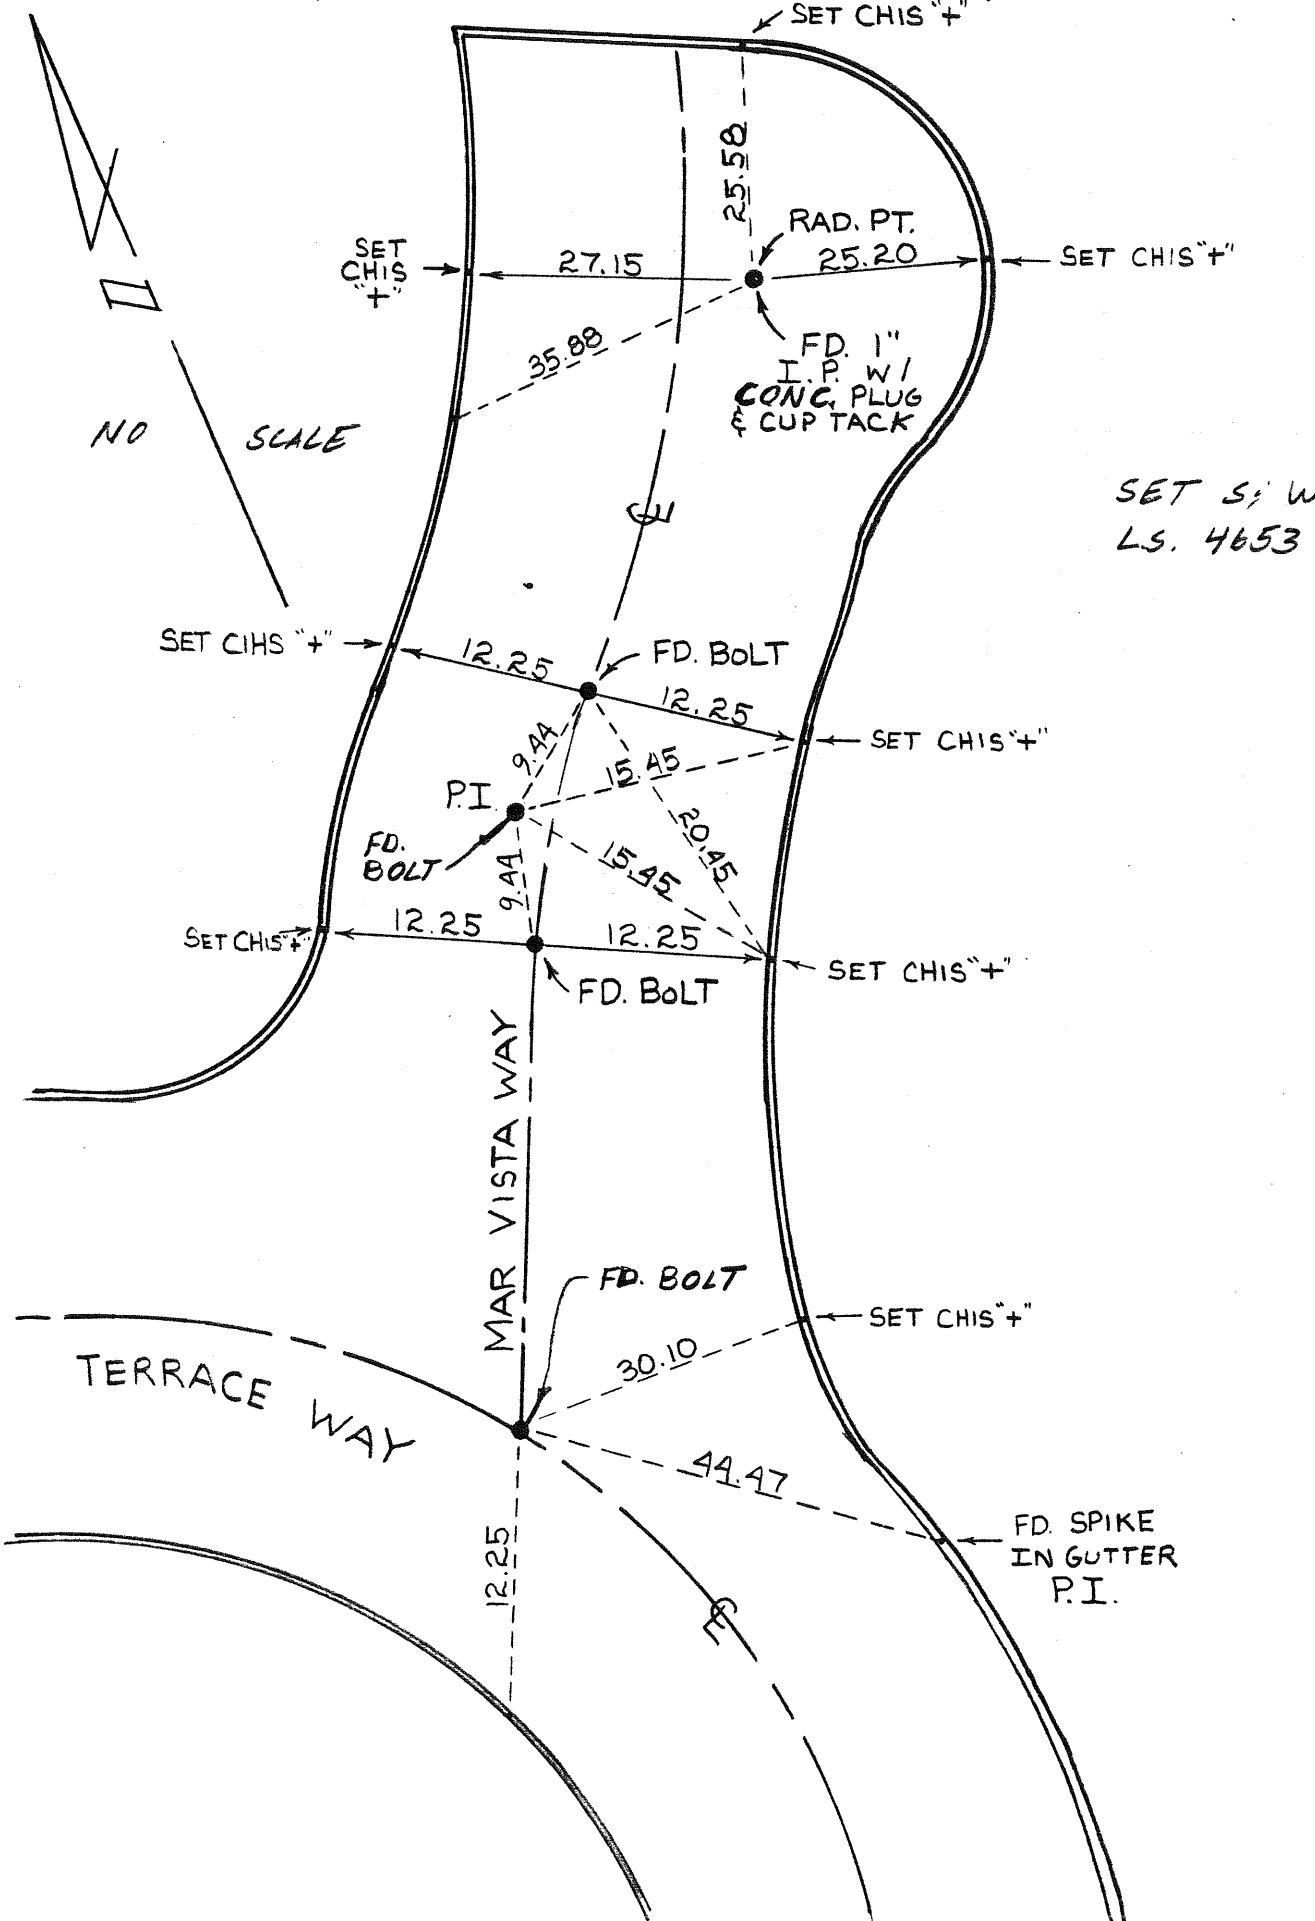 SET CHIS "+"
25.58
RAD. PT.
SET
CHIS
"+"
27.15
25.20
SET CHIS "+"
35.88
FD. 1"
I.P. W/
CONC. PLUG
& CUP TACK
NO SCALE
℄
SET S; W
LS. 4653
SET CIHS "+"
12.25
FD. BOLT
12.25
SET CHIS "+"
9.44
15.45
P.I.
20.45
FD.
BOLT
15.45
9.44
SET CHIS "+"
12.25
12.25
SET CHIS "+"
FD. BOLT
MAR VISTA WAY
FD. BOLT
SET CHIS "+"
30.10
TERRACE WAY
44.47
FD. SPIKE
IN GUTTER
P.I.
12.25
℄